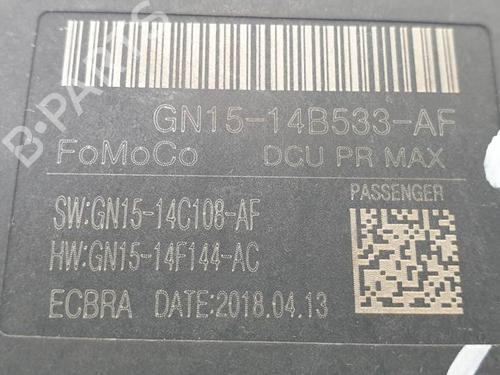 B-PARTS
GN15-14B533-AF
FoMoCo DCU PR MAX
PASSENGER
SW:GN15-14C108-AF
HW:GN15-14F144-AC
ECBRA DATE:2018.04.13